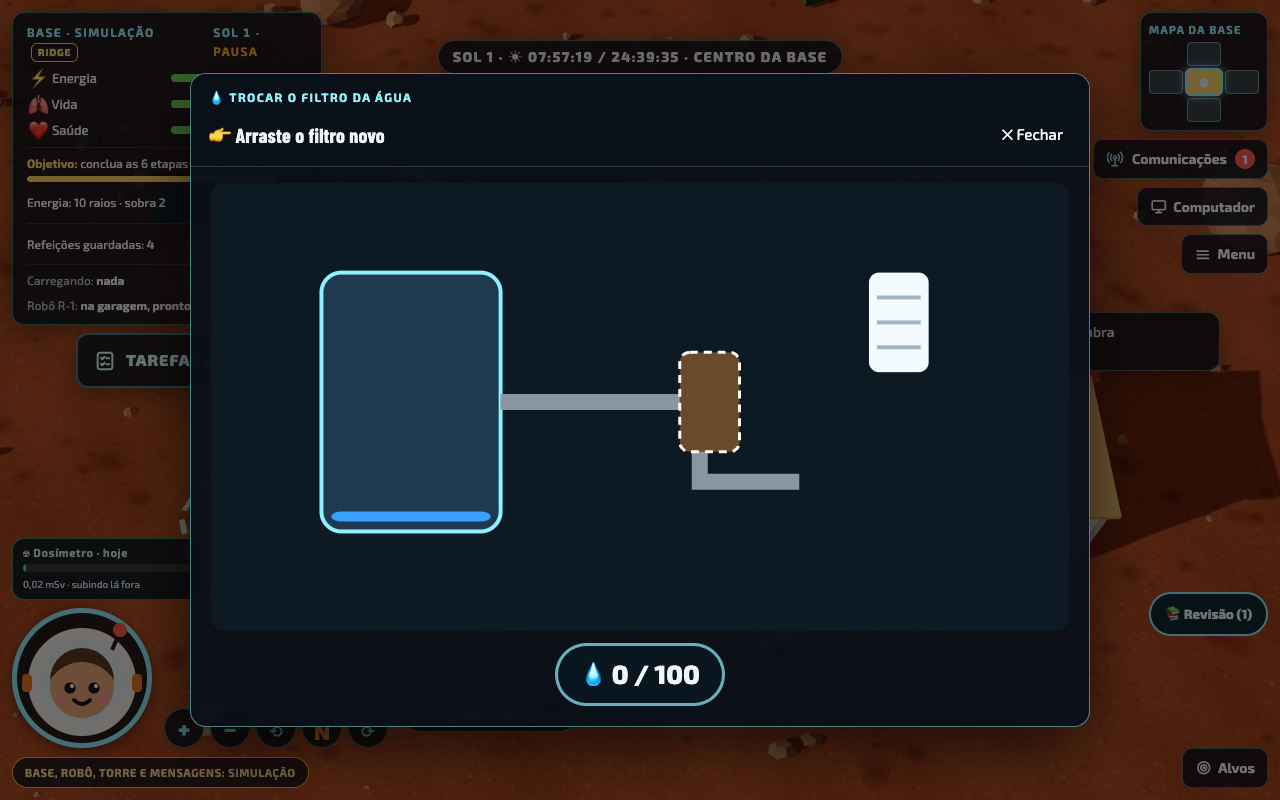 BASE · SIMULAÇÃO
RIDGE
SOL 1 ·
PAUSA
⚡ Energia
🫁 Vida
❤️ Saúde
Objetivo: conclua as 6 etapas
Energia: 10 raios · sobra 2
Refeições guardadas: 4
Carregando: nada
Robô R-1: na garagem, pronto
SOL 1 · ☀ 07:57:19 / 24:39:35 · CENTRO DA BASE
MAPA DA BASE
Comunicações 1
Computador
Menu
TAREFAS
💧 TROCAR O FILTRO DA ÁGUA
👉 Arraste o filtro novo
✕ Fechar
💧 0 / 100
☢ Dosímetro · hoje
0,02 mSv · subindo lá fora
📚 Revisão (1)
+ − ⟲ N ⟳
BASE, ROBÔ, TORRE E MENSAGENS: SIMULAÇÃO
Alvos